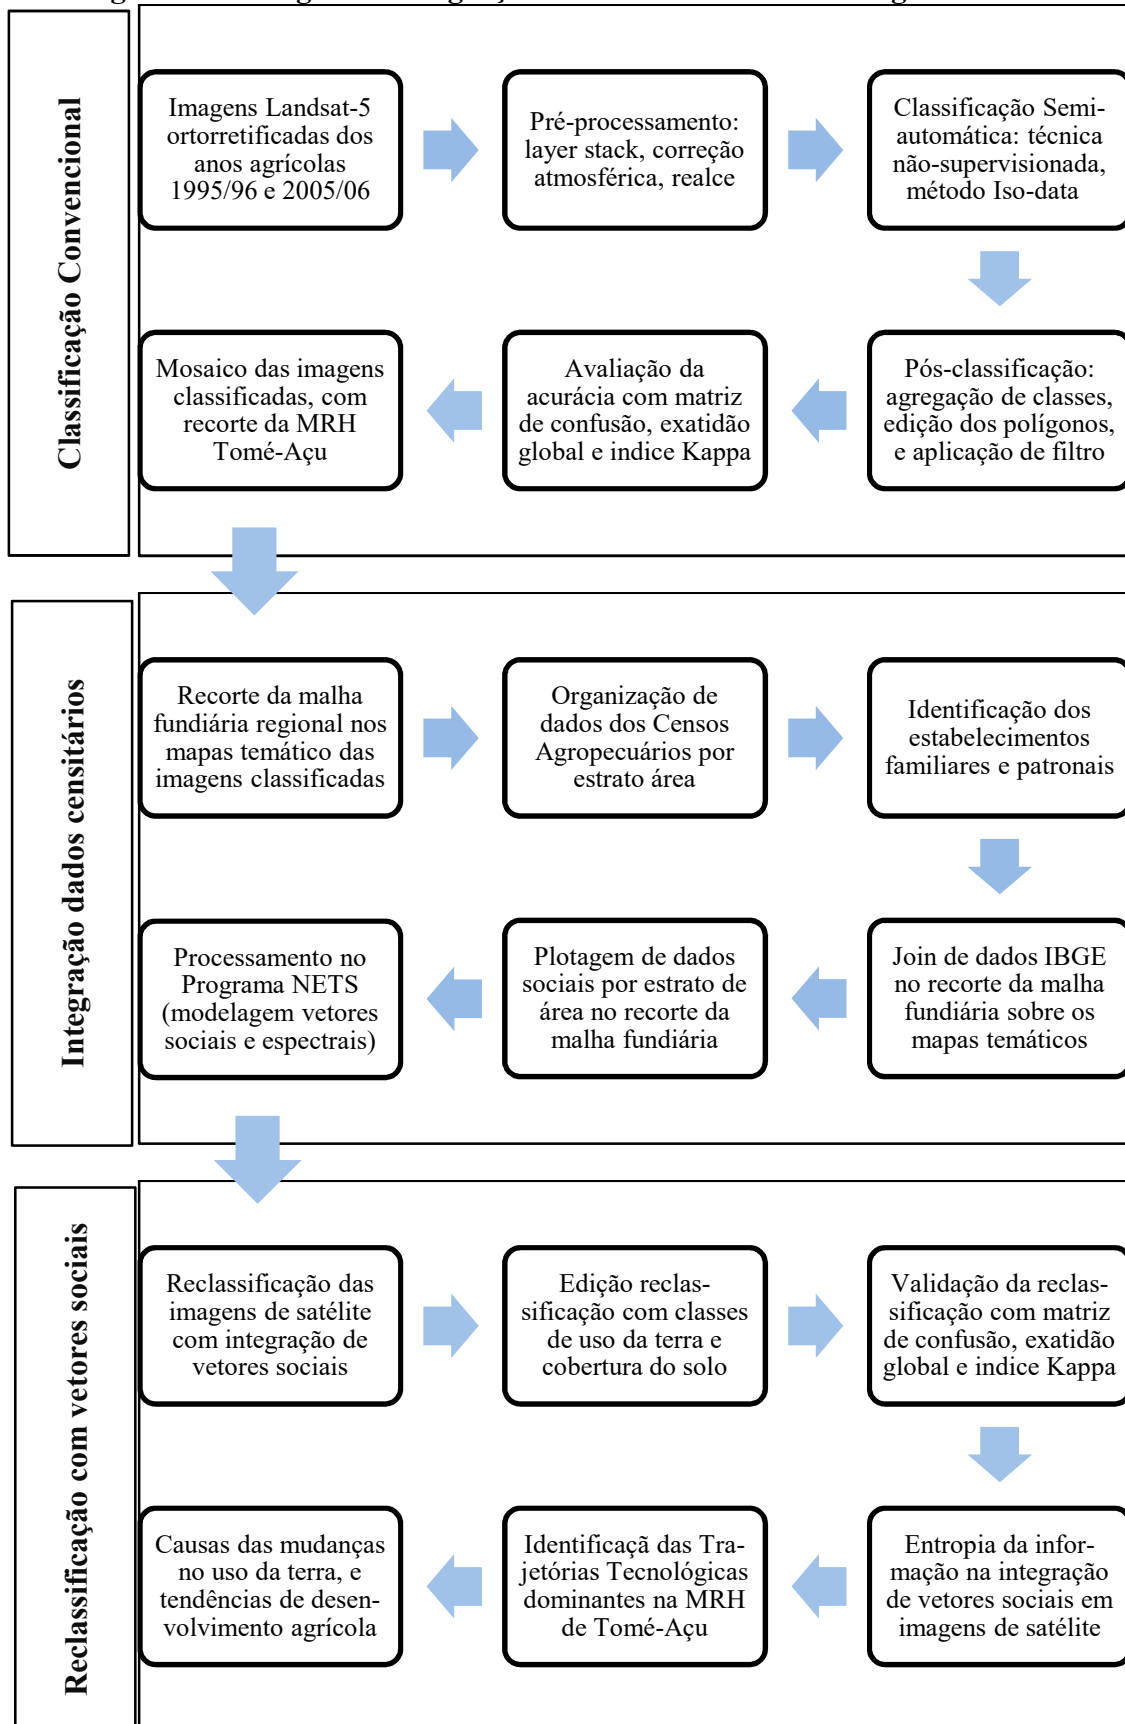 Classificação Convencional
Imagens Landsat-5
ortorretificadas dos
anos agrícolas
1995/96 e 2005/06
Pré-processamento:
layer stack, correção
atmosférica, realce
Classificação Semi-
automática: técnica
não-supervisionada,
método Iso-data
Pós-classificação:
agregação de classes,
edição dos polígonos,
e aplicação de filtro
Avaliação da
acurácia com matriz
de confusão, exatidão
global e indice Kappa
Mosaico das imagens
classificadas, com
recorte da MRH
Tomé-Açu
Integração dados censitários
Recorte da malha
fundiária regional nos
mapas temático das
imagens classificadas
Organização de
dados dos Censos
Agropecuários por
estrato área
Identificação dos
estabelecimentos
familiares e patronais
Join de dados IBGE
no recorte da malha
fundiária sobre os
mapas temáticos
Plotagem de dados
sociais por estrato de
área no recorte da
malha fundiária
Processamento no
Programa NETS
(modelagem vetores
sociais e espectrais)
Reclassificação com vetores sociais
Reclassificação das
imagens de satélite
com integração de
vetores sociais
Edição reclas-
sificação com classes
de uso da terra e
cobertura do solo
Validação da reclas-
sificação com matriz
de confusão, exatidão
global e indice Kappa
Entropia da infor-
mação na integração
de vetores sociais em
imagens de satélite
Identificaçã das Tra-
jetórias Tecnológicas
dominantes na MRH
de Tomé-Açu
Causas das mudanças
no uso da terra, e
tendências de desen-
volvimento agrícola